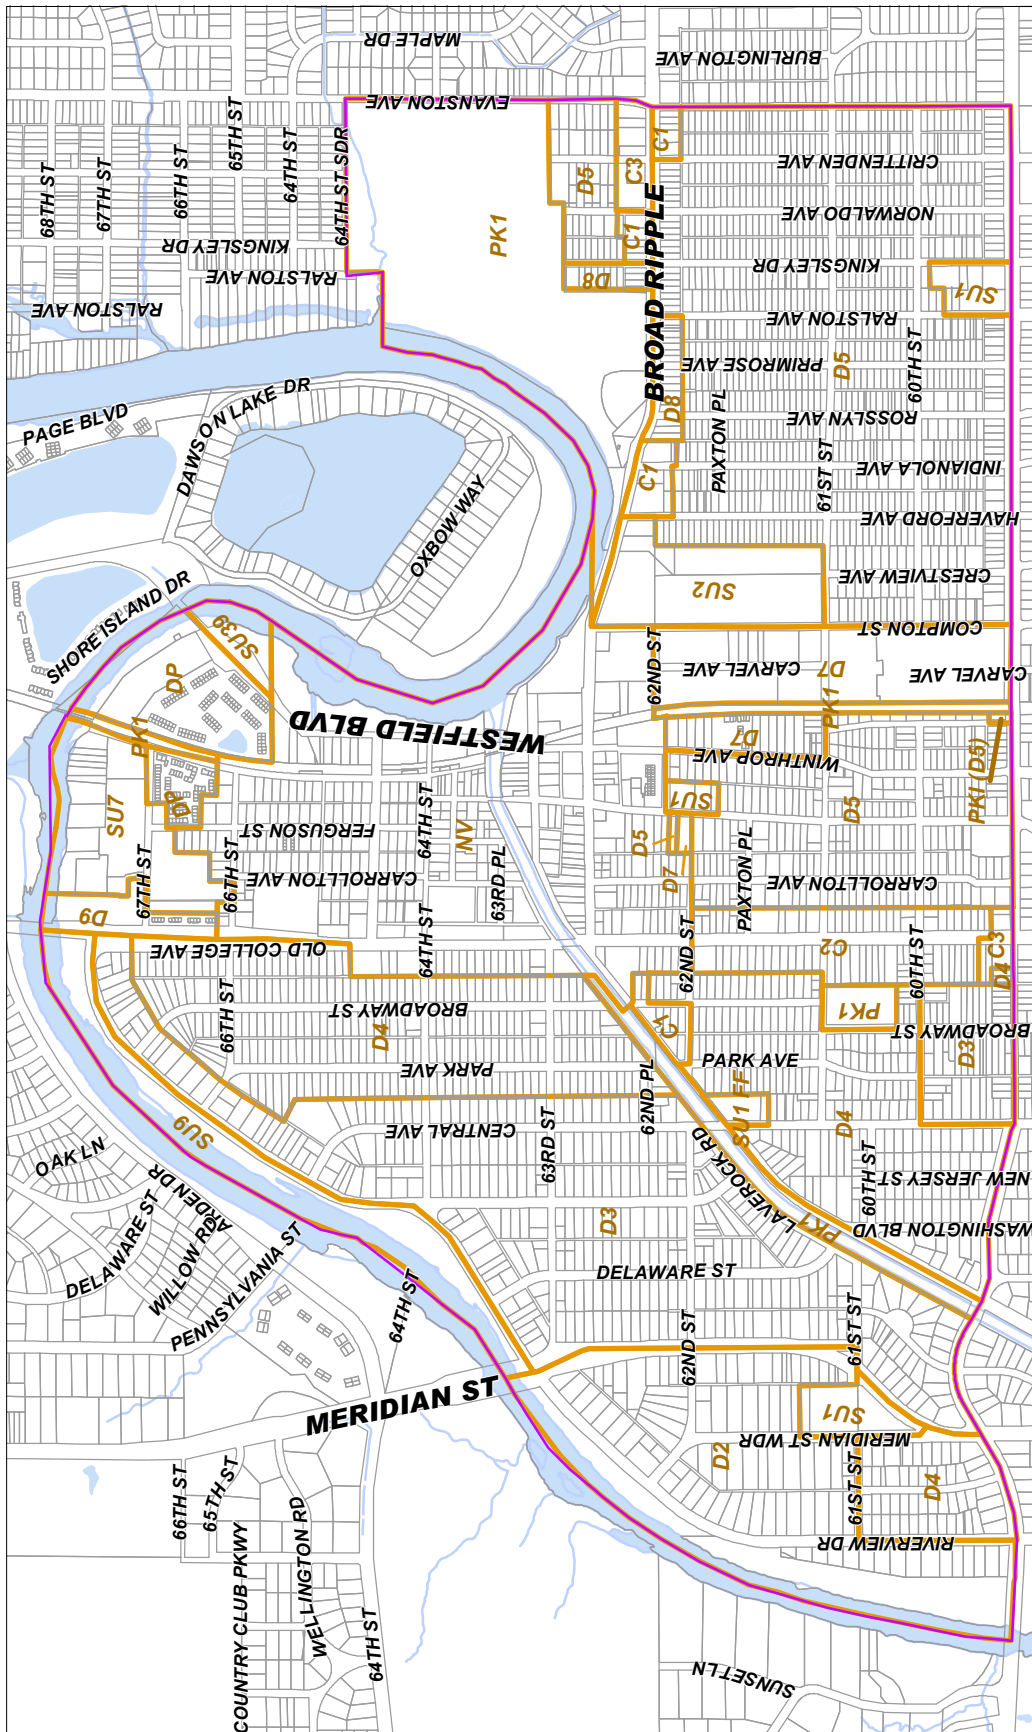 MAPLE DR
BURLINGTON AVE
EVANSTON AVE
68TH ST
67TH ST
66TH ST
65TH ST
64TH ST
64TH ST SDR
KINGSLEY DR
RALSTON AVE
RALSTON AVE
RALSTON AVE
PK1
D5
C3
C1
C1
D8
BROAD RIPPLE
CRITTENDEN AVE
NORWALDO AVE
KINGSLEY DR
SU1
RALSTON AVE
60TH ST
PRIMROSE AVE
D5
ROSSLYN AVE
D8
PAXTON PL
61ST ST
INDIANOLA AVE
C1
HAVERFORD AVE
CRESTVIEW AVE
SU2
COMPTON ST
62ND ST
CARVEL AVE
D7
CARVEL AVE
PAGE BLVD
DAWSON LAKE DR
OXBOW WAY
SHORE ISLAND DR
SU39
DP
WESTFIELD BLVD
PK1
PK1
D7
WINTHROP AVE
PKI (D5)
SU7
DP
SU1
D5
D5
D7
FERGUSON ST
64TH ST
NV
63RD PL
67TH ST
66TH ST
CARROLLTON AVE
PAXTON PL
CARROLLTON AVE
D9
OLD COLLEGE AVE
64TH ST
62ND ST
C2
60TH ST
C3
D4
66TH ST
BROADWAY ST
D4
C1
PK1
BROADWAY ST
D3
PARK AVE
PARK AVE
62ND PL
SU1 FF
D4
SU9
CENTRAL AVE
63RD ST
LAVEROCK RD
60TH ST
NEW JERSEY ST
WASHINGTON BLVD
PK1
D3
DELAWARE ST
OAK LN
ARDEN DR
DELAWARE ST
WILLOW RD
PENNSYLVANIA ST
64TH ST
62ND ST
61ST ST
MERIDIAN ST
SU1
MERIDIAN ST WDR
D2
61ST ST
D4
RIVERVIEW DR
66TH ST
65TH ST
WELLINGTON RD
COUNTRY CLUB PKWY
64TH ST
SUNSET LN